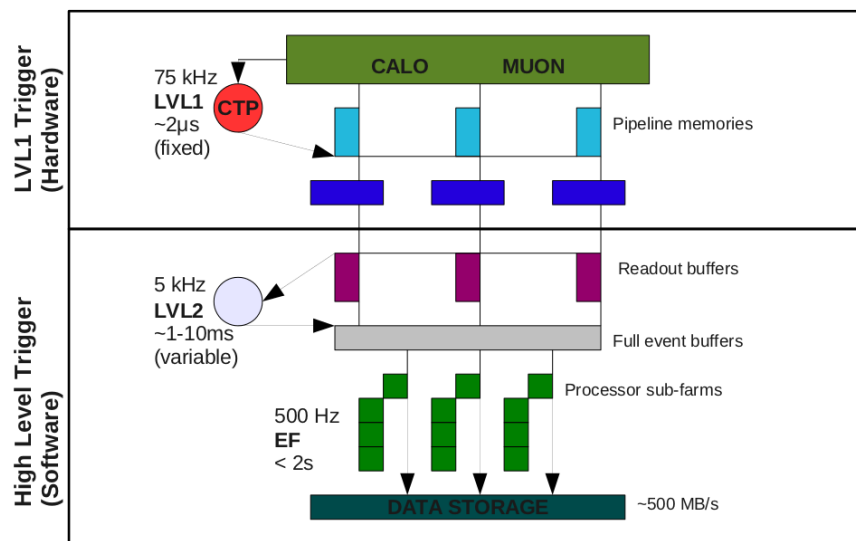 LVL1 Trigger
(Hardware)
CALO MUON
75 kHz
LVL1
~2µs
(fixed)
CTP
Pipeline memories
High Level Trigger
(Software)
5 kHz
LVL2
~1-10ms
(variable)
Readout buffers
Full event buffers
Processor sub-farms
500 Hz
EF
< 2s
DATA STORAGE
~500 MB/s